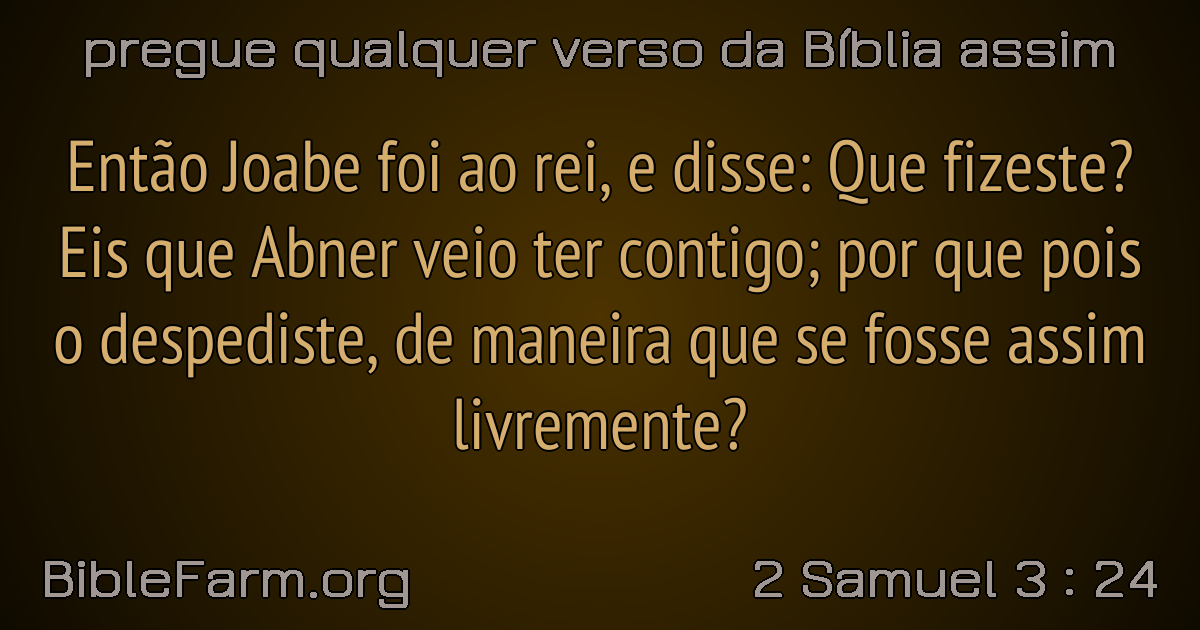 pregue qualquer verso da Bíblia assim
Então Joabe foi ao rei, e disse: Que fizeste?
Eis que Abner veio ter contigo; por que pois
o despediste, de maneira que se fosse assim
livremente?
BibleFarm.org
2 Samuel 3 : 24